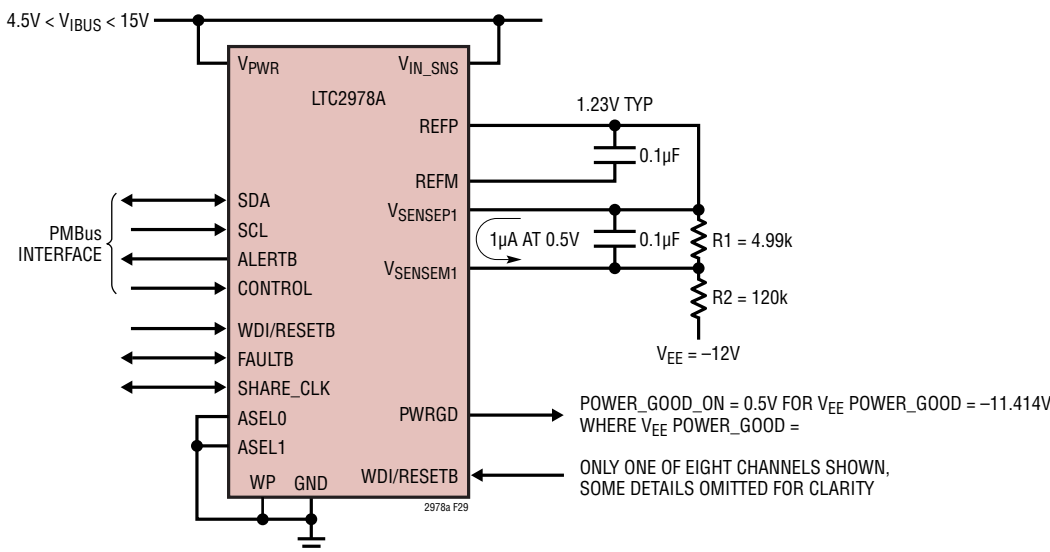 4.5V < VIBUS < 15V
VPWR
VIN_SNS
LTC2978A
1.23V TYP
REFP
0.1µF
REFM
SDA
VSENSEP1
SCL
PMBus
INTERFACE
1µA AT 0.5V
0.1µF
R1 = 4.99k
ALERTB
VSENSEM1
CONTROL
R2 = 120k
WDI/RESETB
VEE = –12V
FAULTB
SHARE_CLK
ASEL0
PWRGD
POWER_GOOD_ON = 0.5V FOR VEE POWER_GOOD = –11.414V
WHERE VEE POWER_GOOD =
ASEL1
WDI/RESETB
ONLY ONE OF EIGHT CHANNELS SHOWN,
SOME DETAILS OMITTED FOR CLARITY
WP
GND
2978a F29